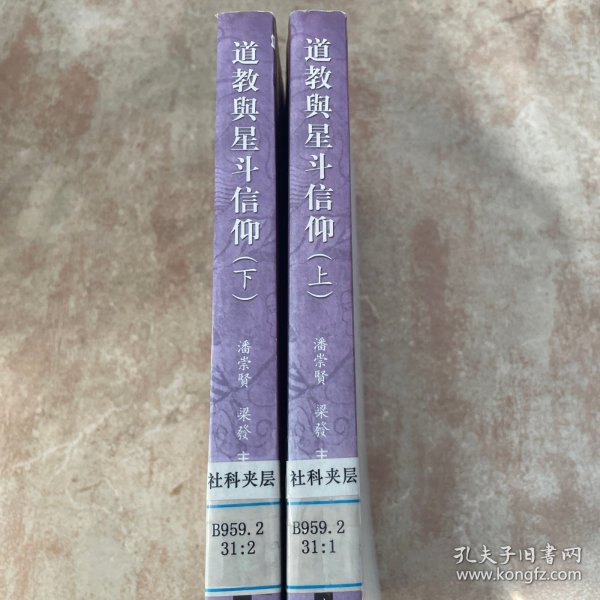 道教與星斗信仰（下）
潘崇賢 梁發 主
社科夹层
B959.2
31:2
道教與星斗信仰（上）
潘崇賢 梁發 主
社科夹层
B959.2
31:1
孔夫子旧书网
www.kongfz.com